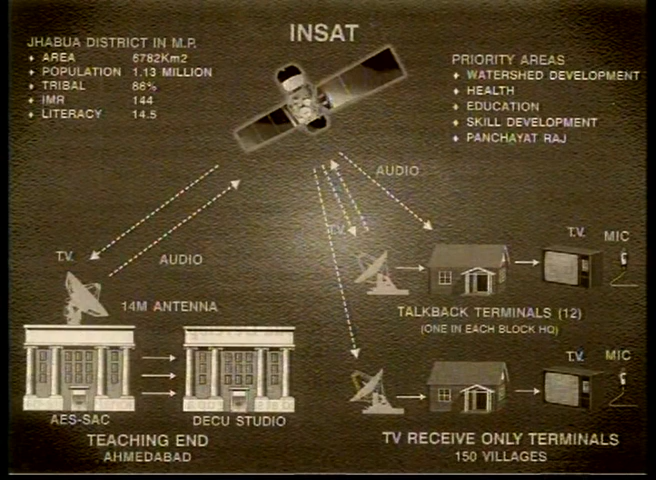 INSAT
JHABUA DISTRICT IN M.P.
AREA 6782Km2
POPULATION 1.13 MILLION
TRIBAL 86%
IMR 144
LITERACY 14.5
PRIORITY AREAS
WATERSHED DEVELOPMENT
HEALTH
EDUCATION
SKILL DEVELOPMENT
PANCHAYAT RAJ
AUDIO
T.V.
T.V. MIC
T.V.
AUDIO
14M ANTENNA
TALKBACK TERMINALS (12)
(ONE IN EACH BLOCK HQ)
T.V. MIC
AES-SAC DECU STUDIO
TEACHING END
AHMEDABAD
TV RECEIVE ONLY TERMINALS
150 VILLAGES